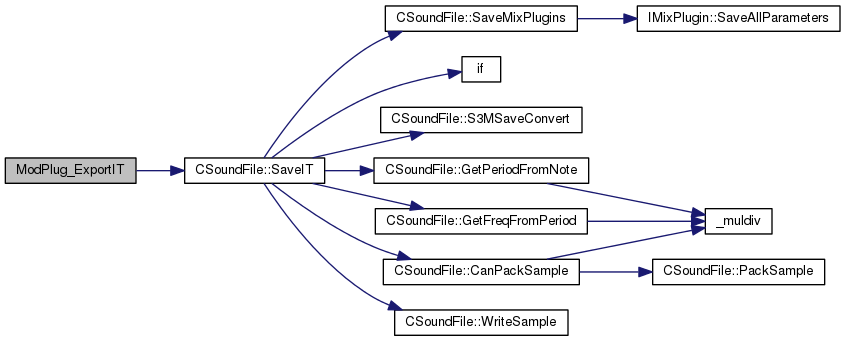 CSoundFile::SaveMixPlugins
IMixPlugin::SaveAllParameters
if
CSoundFile::S3MSaveConvert
ModPlug_ExportIT
CSoundFile::SaveIT
CSoundFile::GetPeriodFromNote
CSoundFile::GetFreqFromPeriod
_muldiv
CSoundFile::CanPackSample
CSoundFile::PackSample
CSoundFile::WriteSample